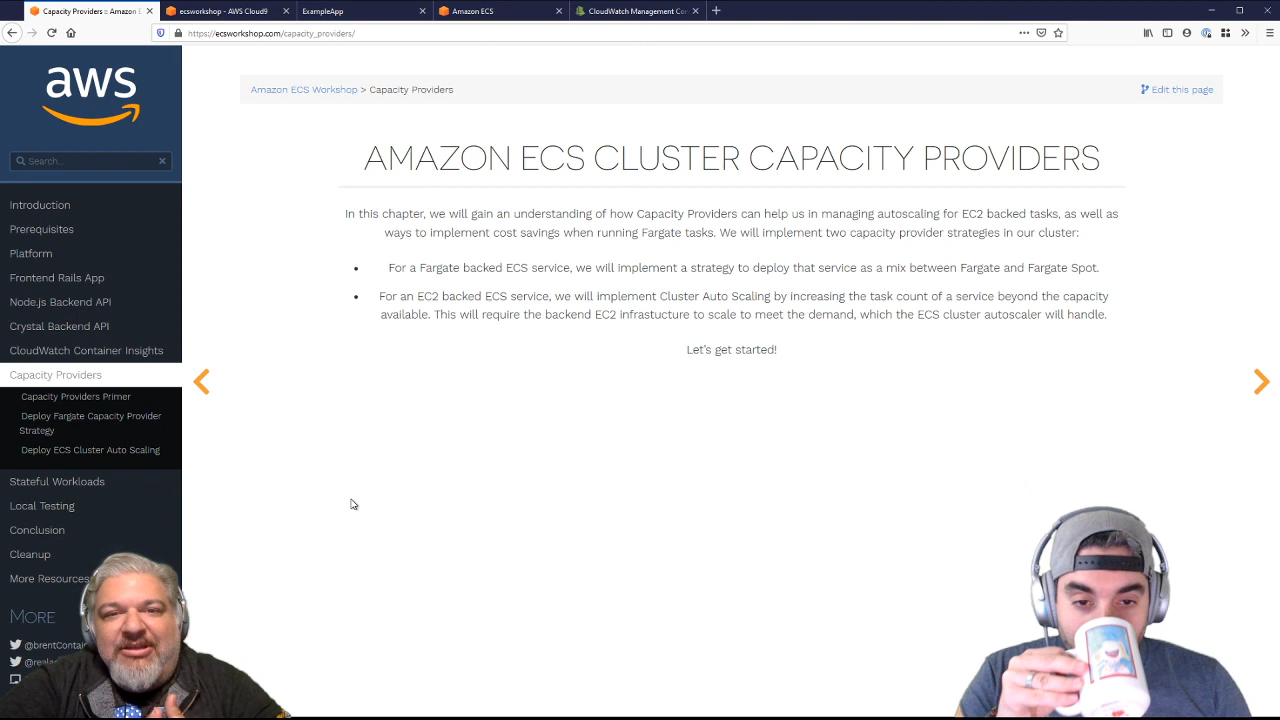 Capacity Providers :: Amazon E
ecsworkshop - AWS Cloud9
ExampleApp
Amazon ECS
CloudWatch Management Con
https://ecsworkshop.com/capacity_providers/
aws
Search...
Introduction
Prerequisites
Platform
Frontend Rails App
Node.js Backend API
Crystal Backend API
CloudWatch Container Insights
Capacity Providers
Capacity Providers Primer
Deploy Fargate Capacity Provider
Strategy
Deploy ECS Cluster Auto Scaling
Stateful Workloads
Local Testing
Conclusion
Cleanup
More Resources
MORE
@brentContai
@reala
Amazon ECS Workshop > Capacity Providers
Edit this page
AMAZON ECS CLUSTER CAPACITY PROVIDERS
In this chapter, we will gain an understanding of how Capacity Providers can help us in managing autoscaling for EC2 backed tasks, as well as
ways to implement cost savings when running Fargate tasks. We will implement two capacity provider strategies in our cluster:
• For a Fargate backed ECS service, we will implement a strategy to deploy that service as a mix between Fargate and Fargate Spot.
• For an EC2 backed ECS service, we will implement Cluster Auto Scaling by increasing the task count of a service beyond the capacity
available. This will require the backend EC2 infrastucture to scale to meet the demand, which the ECS cluster autoscaler will handle.
Let's get started!